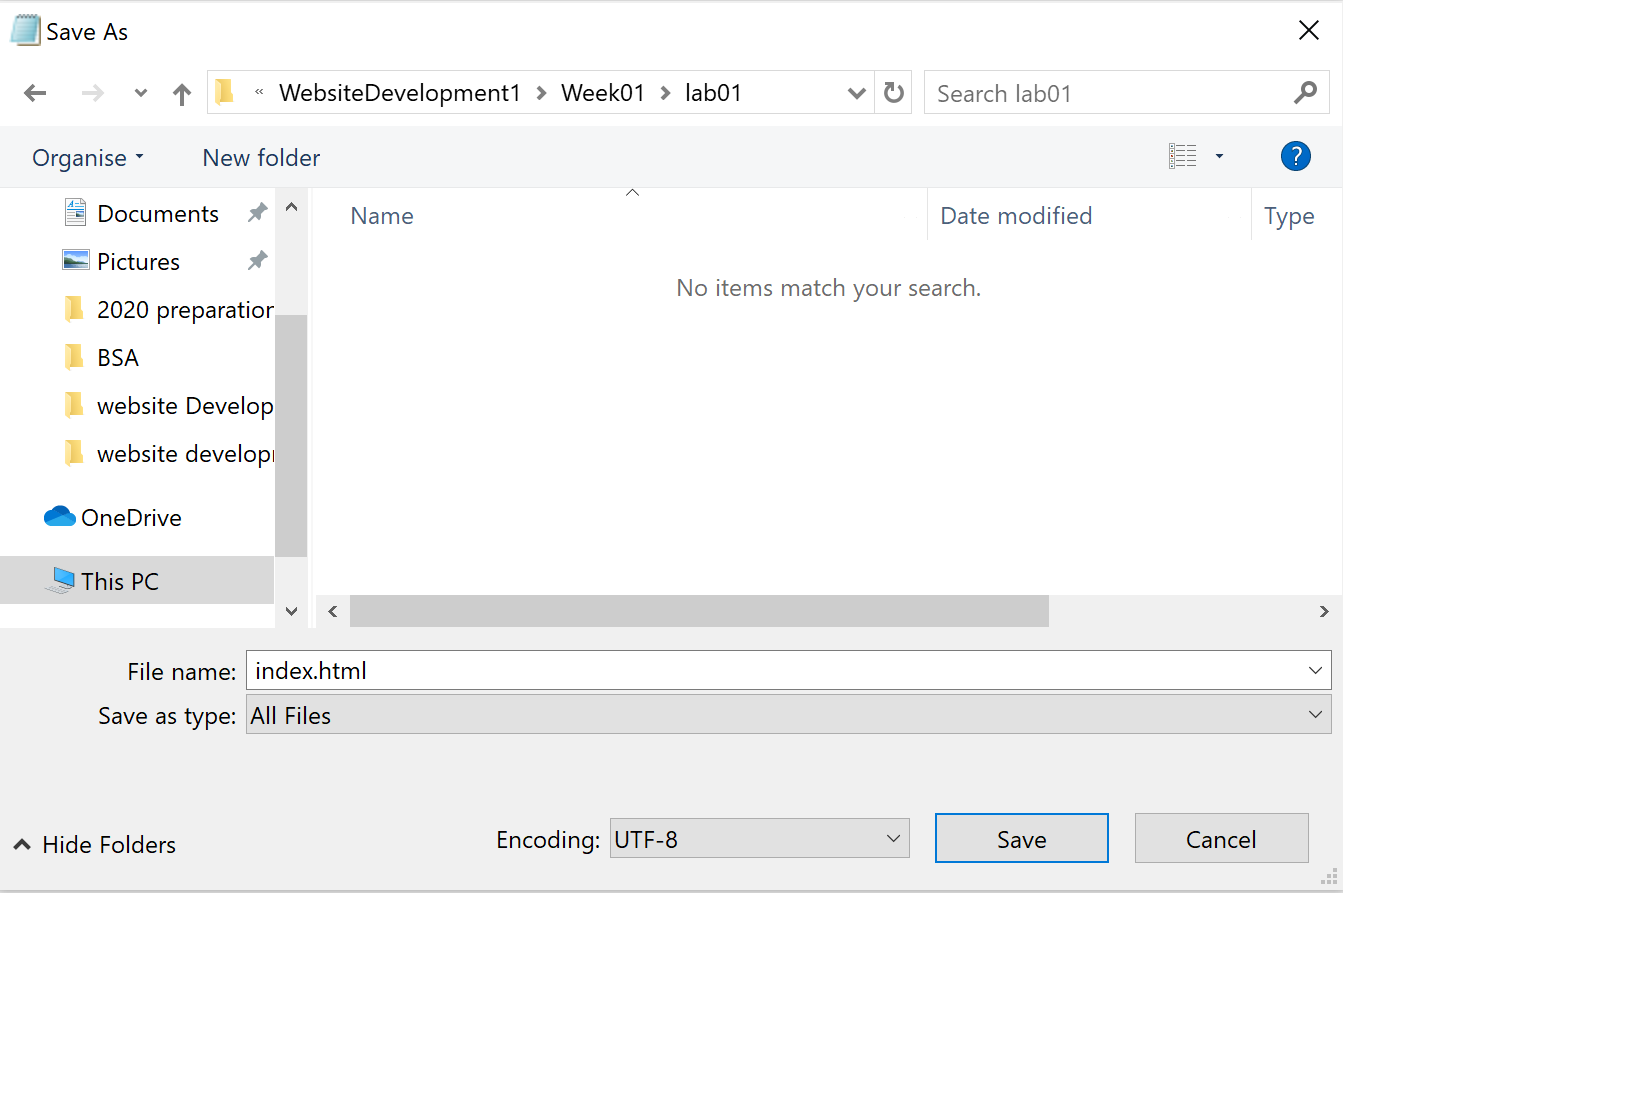 Save As
« WebsiteDevelopment1 > Week01 > lab01
Search lab01
Organise
New folder
?
Name
Date modified
Type
No items match your search.
Documents
Pictures
2020 preparation
BSA
website Develop
website develop
OneDrive
This PC
File name: index.html
Save as type: All Files
Hide Folders
Encoding: UTF-8
Save
Cancel